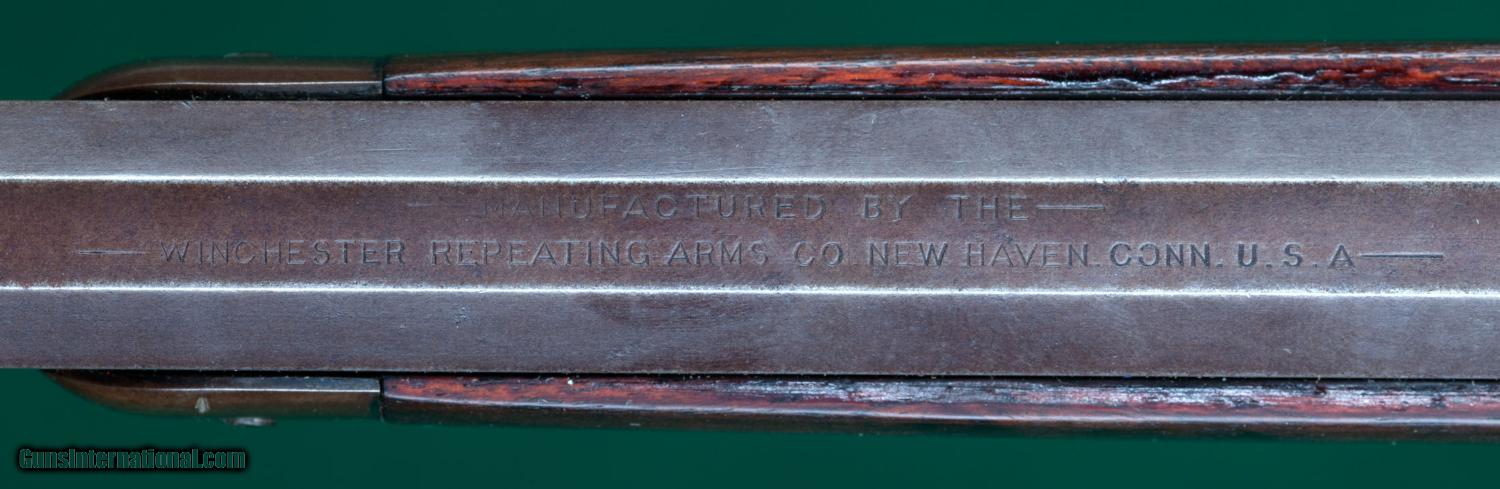 — MANUFACTURED BY THE —
— WINCHESTER REPEATING ARMS CO. NEW HAVEN. CONN. U.S.A —
GunsInternational.com